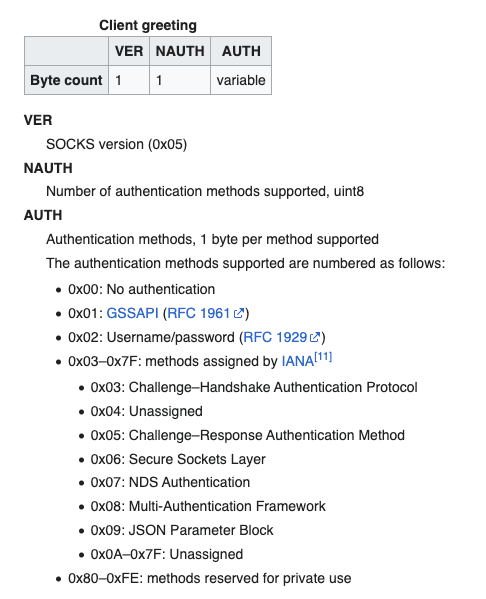 Client greeting
VER NAUTH AUTH
Byte count 1 1 variable
VER
SOCKS version (0x05)
NAUTH
Number of authentication methods supported, uint8
AUTH
Authentication methods, 1 byte per method supported
The authentication methods supported are numbered as follows:
• 0x00: No authentication
• 0x01: GSSAPI (RFC 1961)
• 0x02: Username/password (RFC 1929)
• 0x03–0x7F: methods assigned by IANA[11]
• 0x03: Challenge–Handshake Authentication Protocol
• 0x04: Unassigned
• 0x05: Challenge–Response Authentication Method
• 0x06: Secure Sockets Layer
• 0x07: NDS Authentication
• 0x08: Multi-Authentication Framework
• 0x09: JSON Parameter Block
• 0x0A–0x7F: Unassigned
• 0x80–0xFE: methods reserved for private use